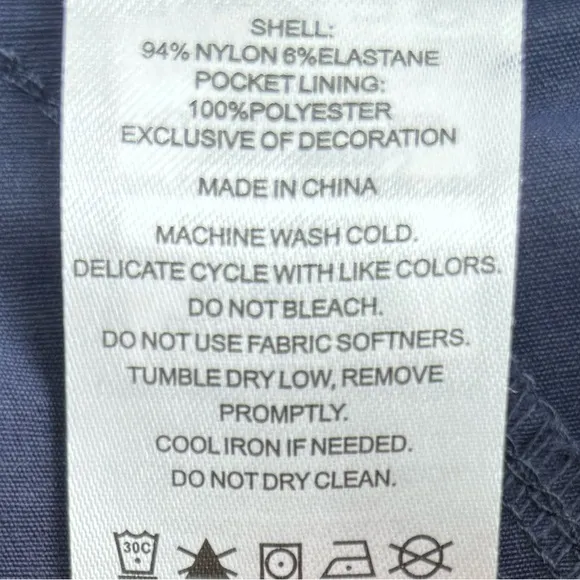 SHELL:
94% NYLON 6%ELASTANE
POCKET LINING:
100%POLYESTER
EXCLUSIVE OF DECORATION
MADE IN CHINA
MACHINE WASH COLD.
DELICATE CYCLE WITH LIKE COLORS.
DO NOT BLEACH.
DO NOT USE FABRIC SOFTNERS.
TUMBLE DRY LOW, REMOVE
PROMPTLY.
COOL IRON IF NEEDED.
DO NOT DRY CLEAN.
30C